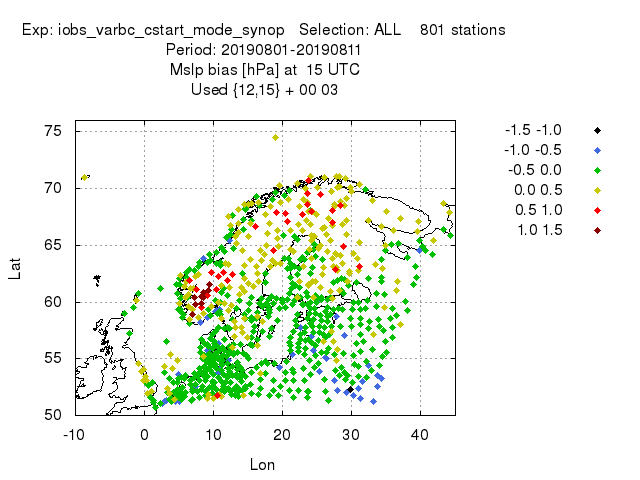 Exp: iobs_varbc_cstart_mode_synop Selection: ALL 801 stations
Period: 20190801-20190811
Mslp bias [hPa] at 15 UTC
Used {12,15} + 00 03
75
70
65
60
55
50
Lat
-10 0 10 20 30 40
Lon
-1.5 -1.0
-1.0 -0.5
-0.5 0.0
0.0 0.5
0.5 1.0
1.0 1.5